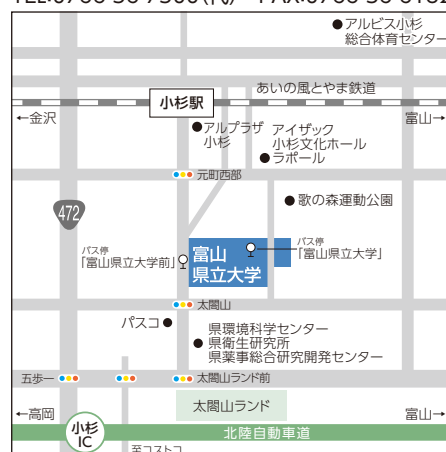 ●アルビス小杉
総合体育センター
あいの風とやま鉄道
小杉駅
←金沢
富山→
●アルプラザ
小杉
アイザック
小杉文化ホール
●ラポール
元町西部
●歌の森運動公園
472
バス停
「富山県立大学前」
富山
県立大学
バス停
「富山県立大学」
太閤山
パスコ●
県環境科学センター
●県衛生研究所
県薬事総合研究開発センター
五歩一
太閤山ランド前
太閤山ランド
←高岡
富山→
小杉
IC
北陸自動車道
至コストコ